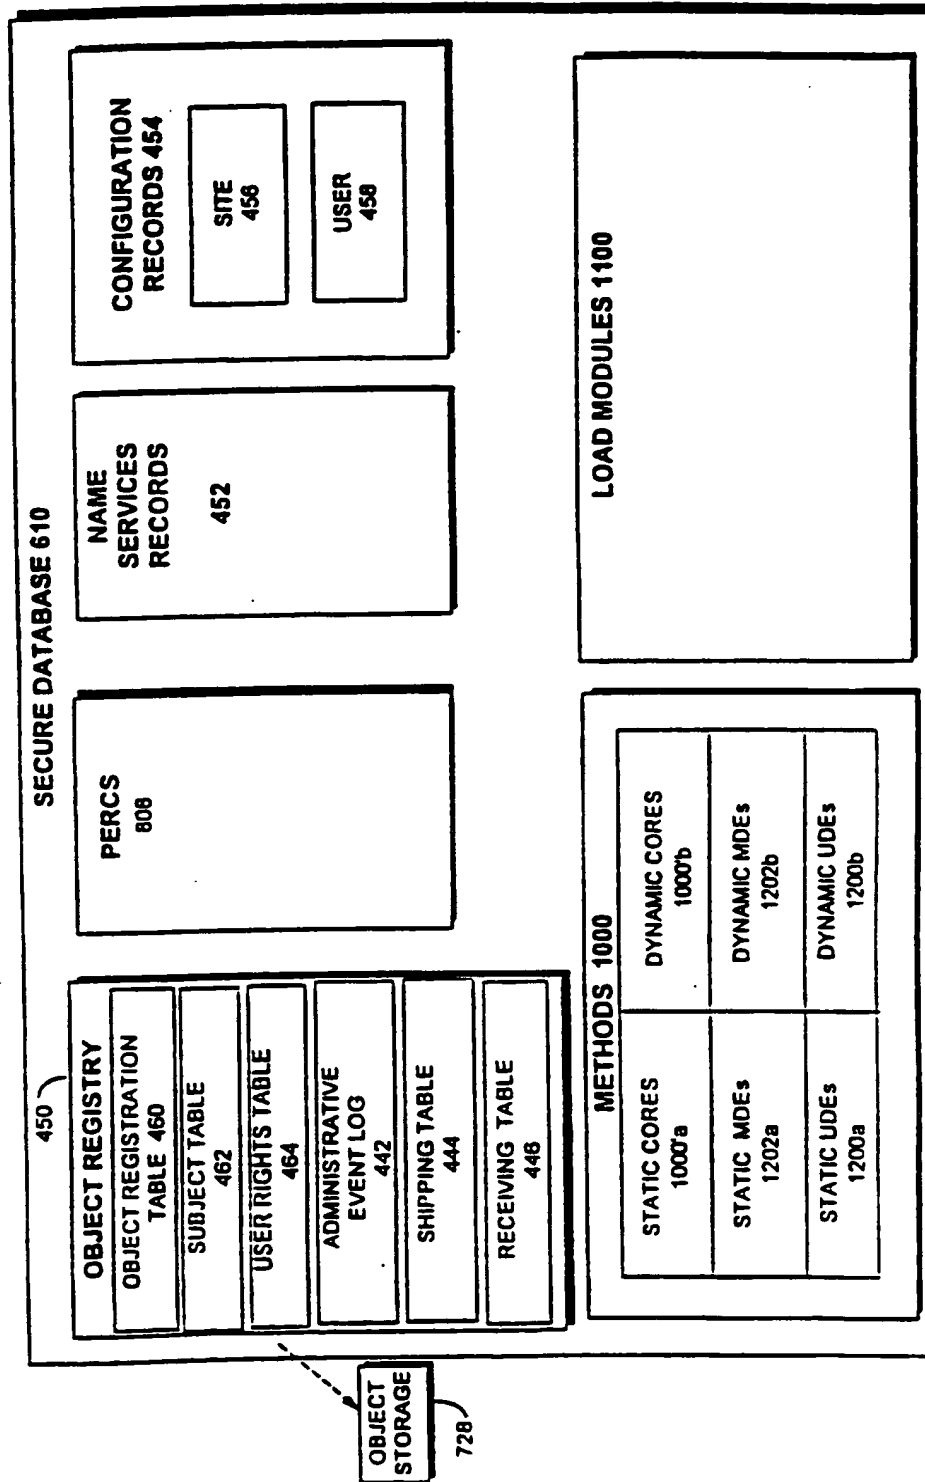 SECURE DATABASE 610
450
OBJECT REGISTRY
OBJECT REGISTRATION
TABLE 460
SUBJECT TABLE
462
USER RIGHTS TABLE
464
ADMINISTRATIVE
EVENT LOG
442
SHIPPING TABLE
444
RECEIVING TABLE
446
OBJECT
STORAGE
728
PERCS
808
NAME
SERVICES
RECORDS
452
CONFIGURATION
RECORDS 454
SITE
456
USER
458
METHODS 1000
STATIC CORES
1000'a
DYNAMIC CORES
1000'b
STATIC MDEs
1202a
DYNAMIC MDEs
1202b
STATIC UDEs
1200a
DYNAMIC UDEs
1200b
LOAD MODULES 1100